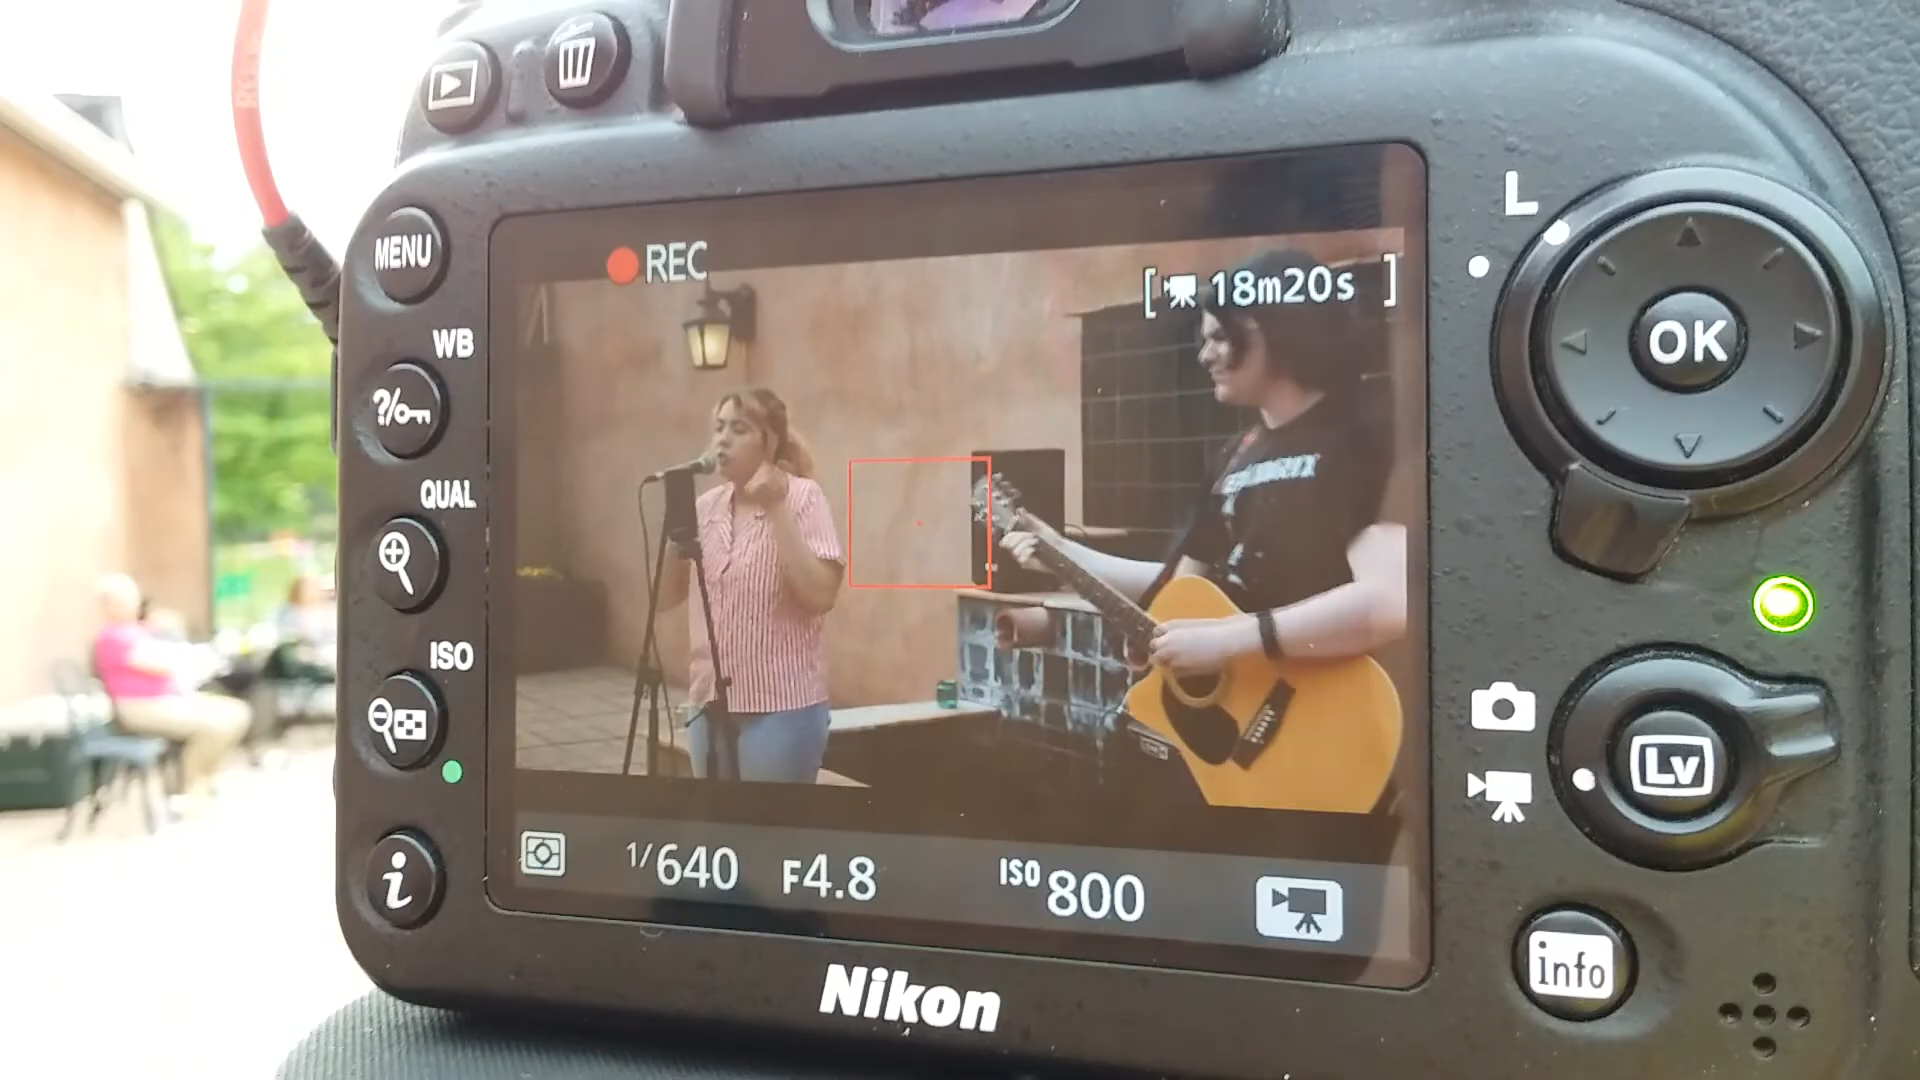 MENU
WB
?/
QUAL
ISO
i
REC
[ 18m20s ]
1/640 F4.8 ISO 800
Nikon
L
OK
Lv
info